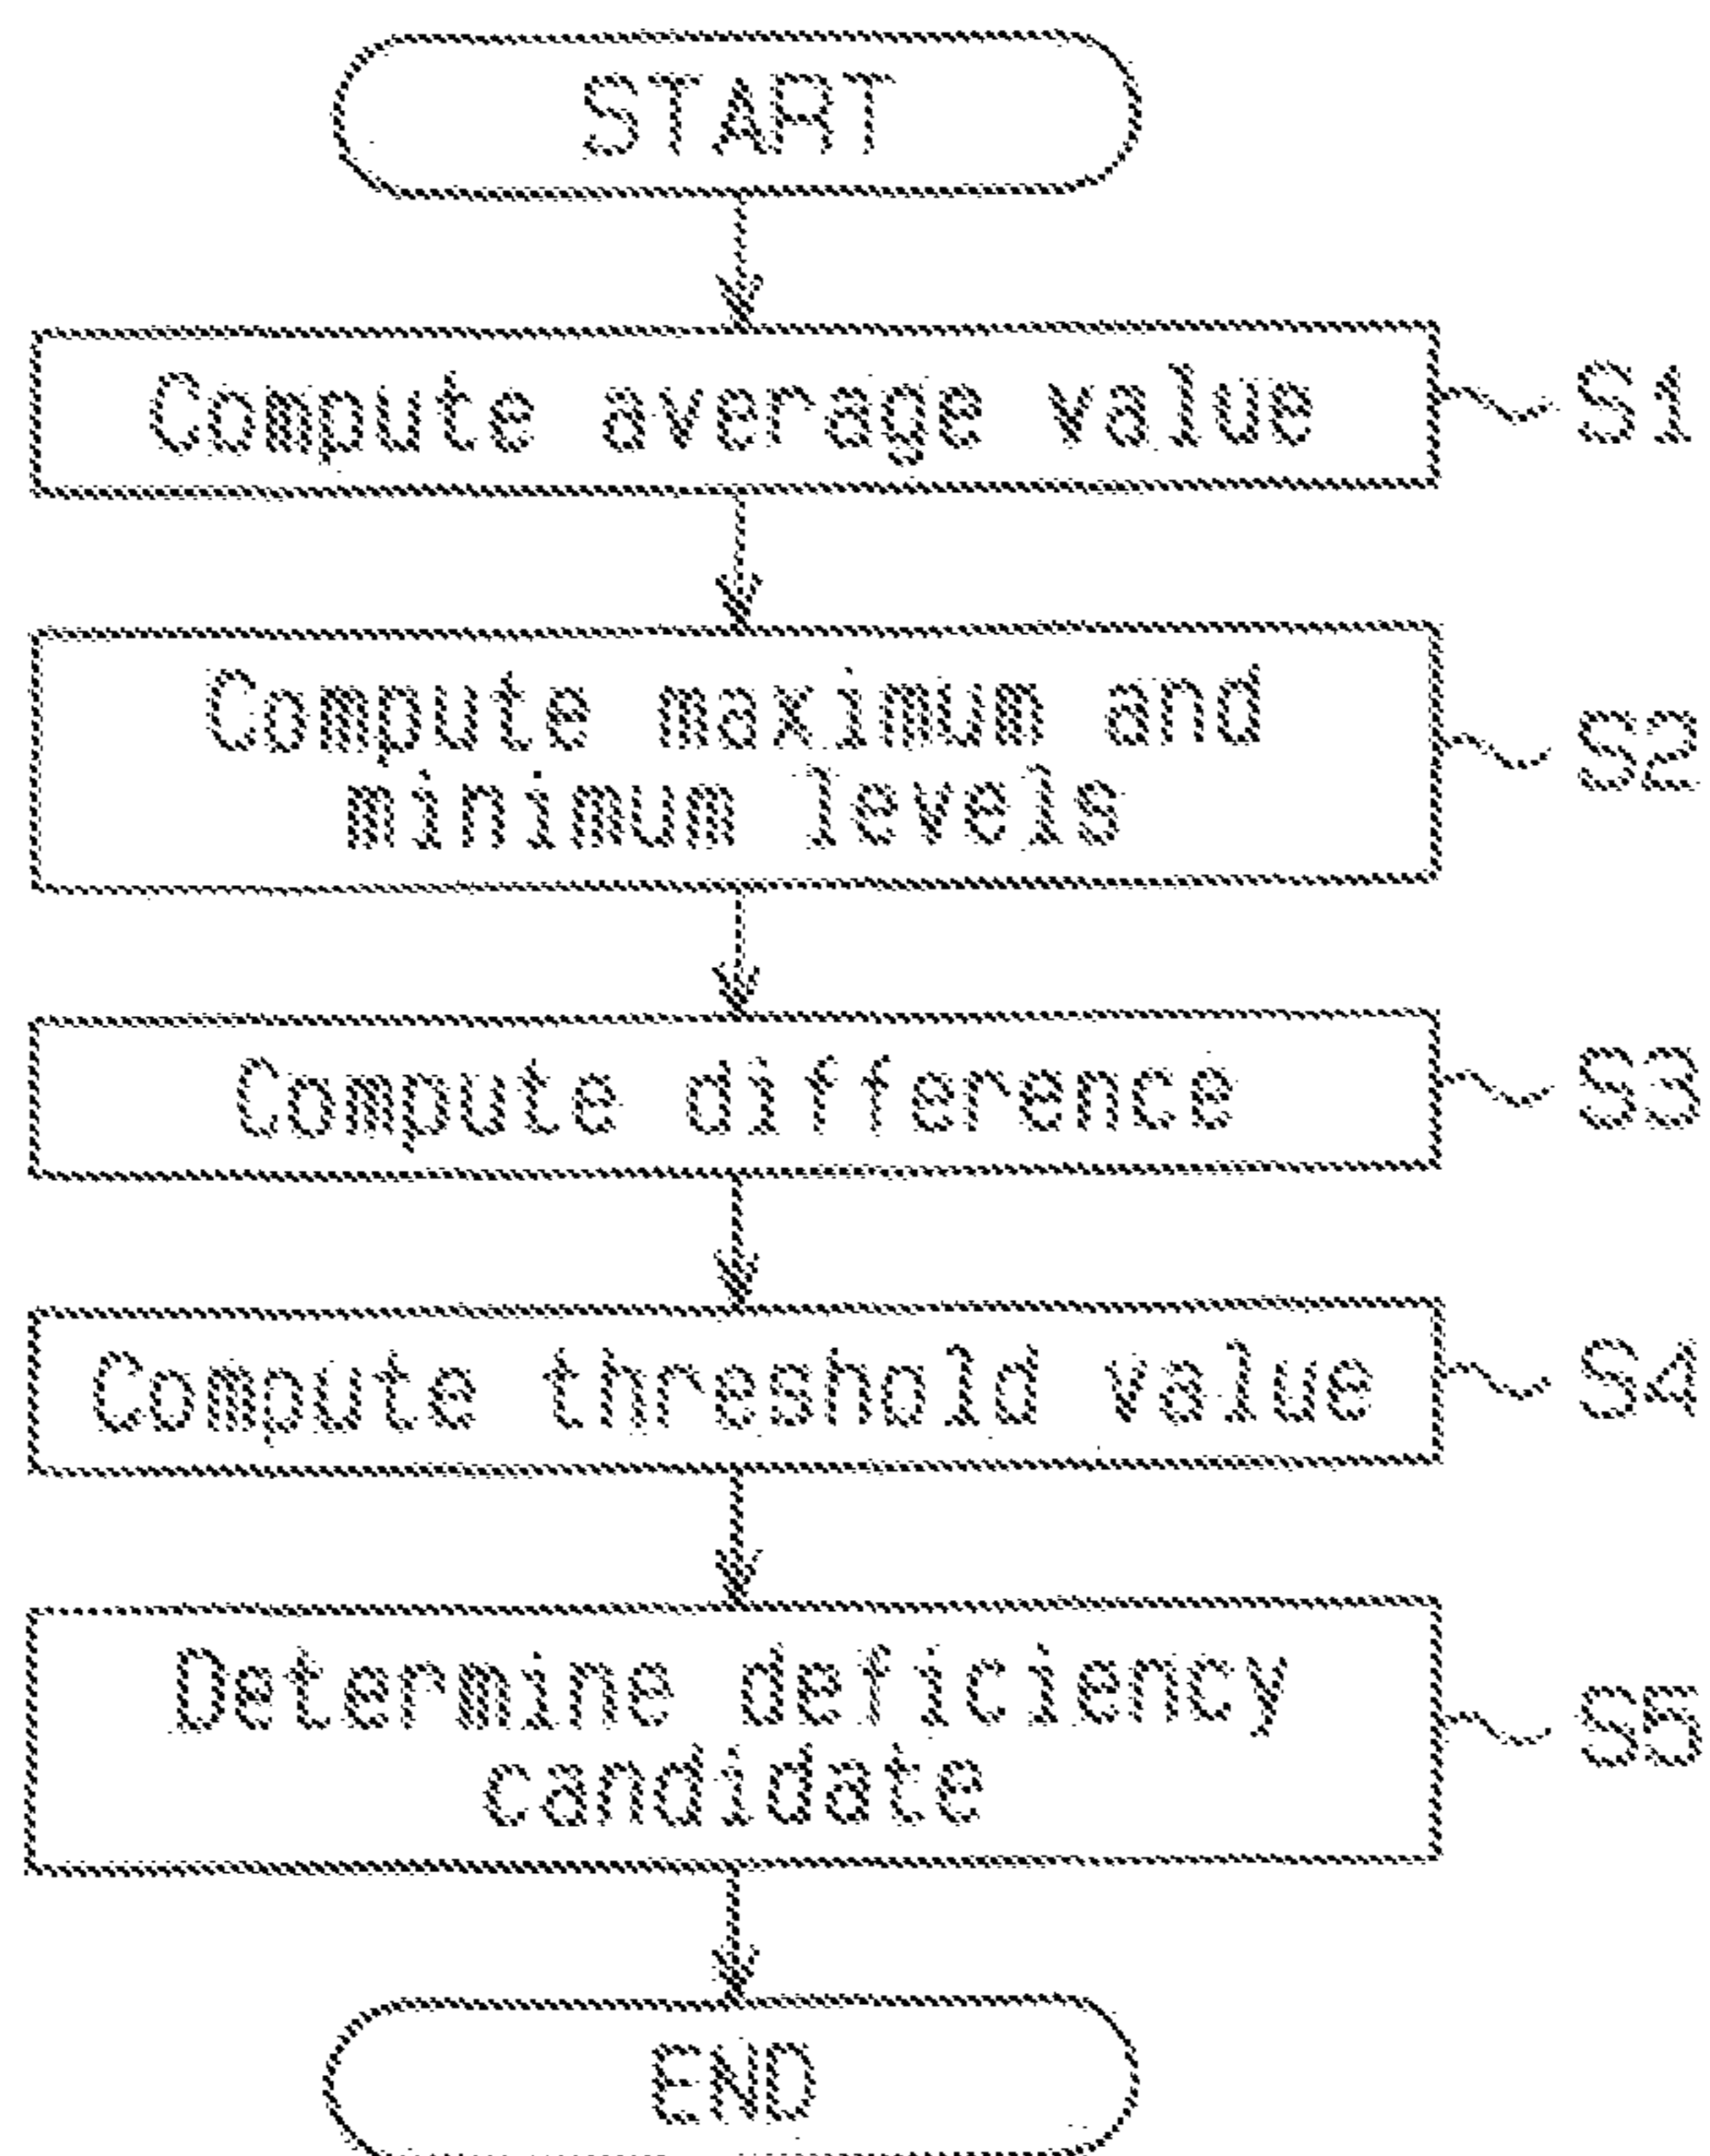 START
Compute average value
S1
Compute maximum and
minimum levels
S2
Compute difference
S3
Compute threshold value
S4
Determine deficiency
candidate
S5
END